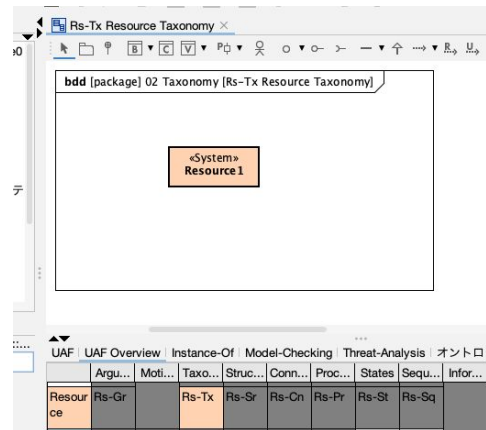 Rs-Tx Resource Taxonomy
e0
B C V P R U
bdd [package] 02 Taxonomy [Rs-Tx Resource Taxonomy]
«System»
Resource1
テ
::...
UAF UAF Overview Instance-Of Model-Checking Threat-Analysis オントロ
Argu... Moti... Taxo... Struc... Conn... Proc... States Sequ... Infor...
Resour Rs-Gr Rs-Tx Rs-Sr Rs-Cn Rs-Pr Rs-St Rs-Sq
ce